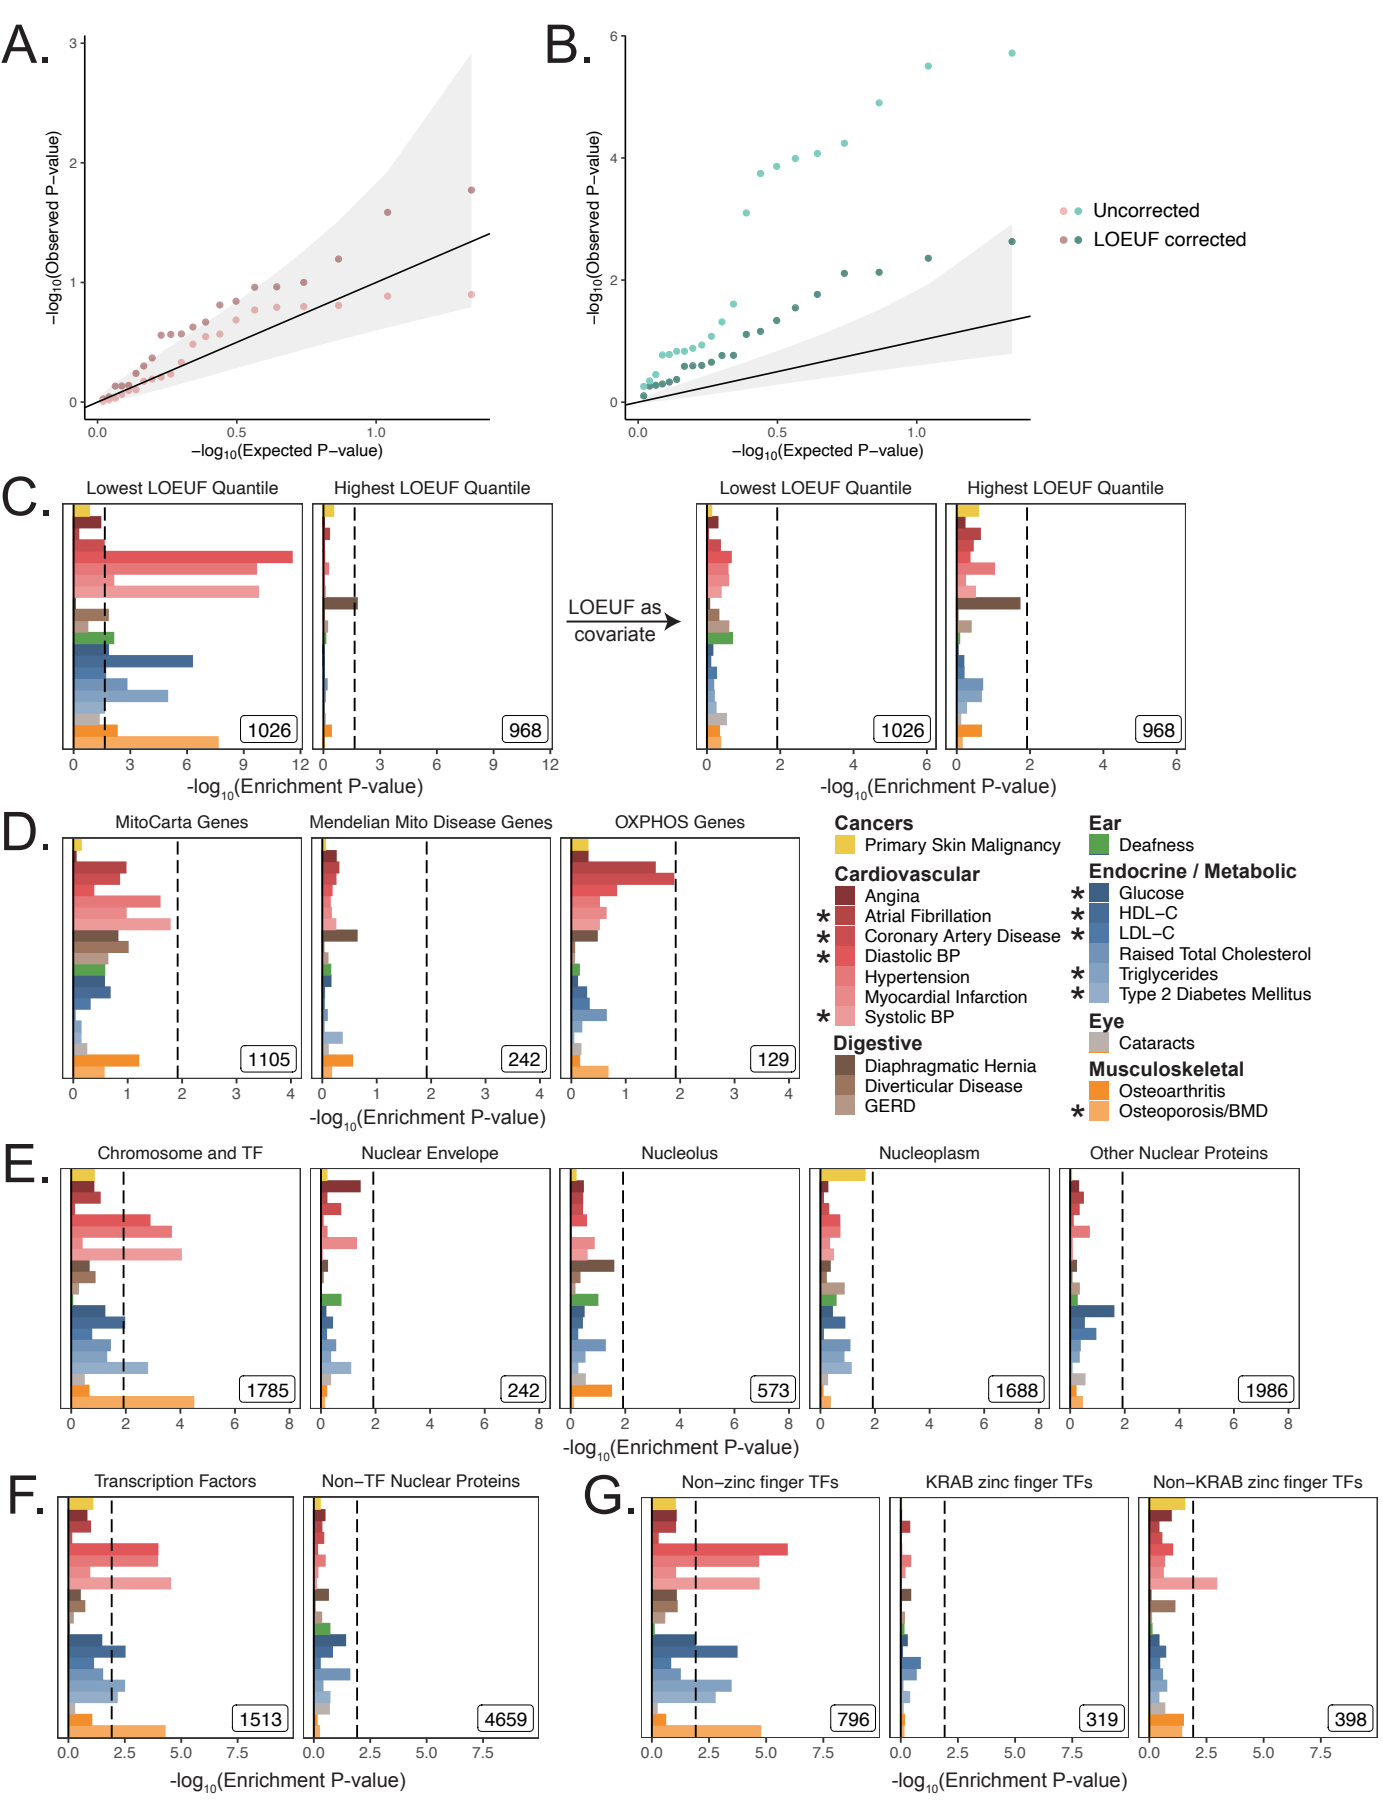 A.
3
2
1
0
−log10(Observed P−value)
0.0 0.5 1.0
−log10(Expected P−value)
B.
6
4
2
0
−log10(Observed P−value)
0.0 0.5 1.0
−log10(Expected P−value)
Uncorrected
LOEUF corrected
C.
Lowest LOEUF Quantile Highest LOEUF Quantile
1026 968
0 3 6 9 12 0 3 6 9 12
-log10(Enrichment P-value)
LOEUF as
covariate
Lowest LOEUF Quantile Highest LOEUF Quantile
1026 968
0 2 4 6 0 2 4 6
-log10(Enrichment P-value)
D.
MitoCarta Genes Mendelian Mito Disease Genes OXPHOS Genes
1105 242 129
0 1 2 3 4 0 1 2 3 4 0 1 2 3 4
-log10(Enrichment P-value)
Cancers
Primary Skin Malignancy
Cardiovascular
Angina
* Atrial Fibrillation
* Coronary Artery Disease
* Diastolic BP
Hypertension
Myocardial Infarction
* Systolic BP
Digestive
Diaphragmatic Hernia
Diverticular Disease
GERD
Ear
Deafness
Endocrine / Metabolic
* Glucose
* HDL−C
* LDL−C
Raised Total Cholesterol
* Triglycerides
* Type 2 Diabetes Mellitus
Eye
Cataracts
Musculoskeletal
Osteoarthritis
* Osteoporosis/BMD
E.
Chromosome and TF Nuclear Envelope Nucleolus Nucleoplasm Other Nuclear Proteins
1785 242 573 1688 1986
0 2 4 6 8 0 2 4 6 8 0 2 4 6 8 0 2 4 6 8 0 2 4 6 8
-log10(Enrichment P-value)
F.
Transcription Factors Non−TF Nuclear Proteins
1513 4659
0.0 2.5 5.0 7.5 0.0 2.5 5.0 7.5
-log10(Enrichment P-value)
G.
Non−zinc finger TFs KRAB zinc finger TFs Non−KRAB zinc finger TFs
796 319 398
0.0 2.5 5.0 7.5 0.0 2.5 5.0 7.5 0.0 2.5 5.0 7.5
-log10(Enrichment P-value)